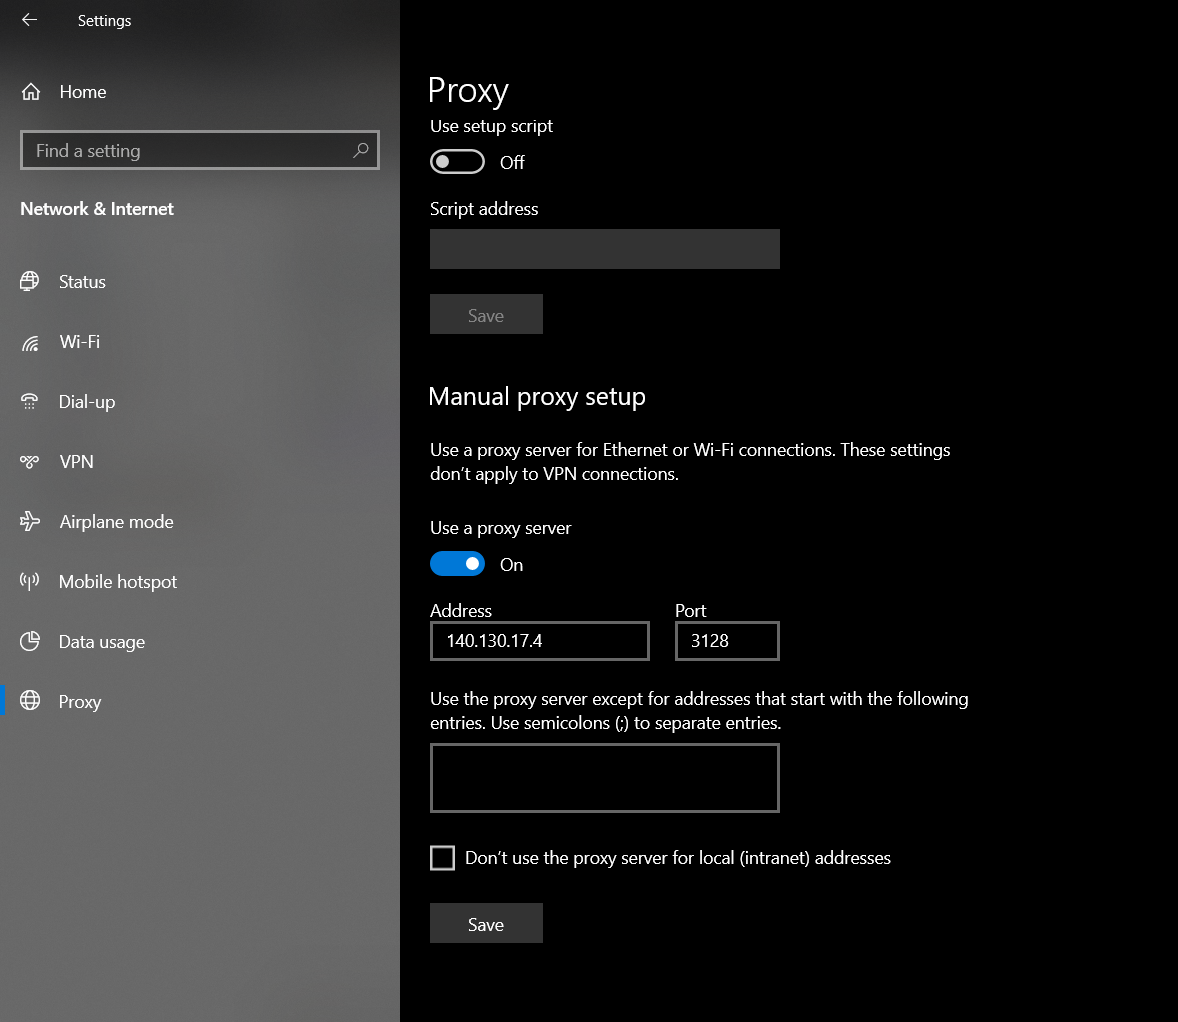 Settings
Home
Find a setting
Network & Internet
Status
Wi-Fi
Dial-up
VPN
Airplane mode
Mobile hotspot
Data usage
Proxy
Proxy
Use setup script
Off
Script address
Save
Manual proxy setup
Use a proxy server for Ethernet or Wi-Fi connections. These settings
don't apply to VPN connections.
Use a proxy server
On
Address Port
140.130.17.4 3128
Use the proxy server except for addresses that start with the following
entries. Use semicolons (;) to separate entries.
Don't use the proxy server for local (intranet) addresses
Save